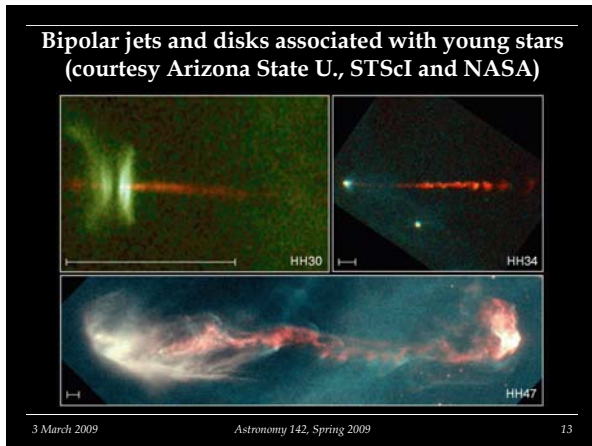 Bipolar jets and disks associated with young stars
(courtesy Arizona State U., STScI and NASA)
HH30
HH34
HH47
3 March 2009
Astronomy 142, Spring 2009
13